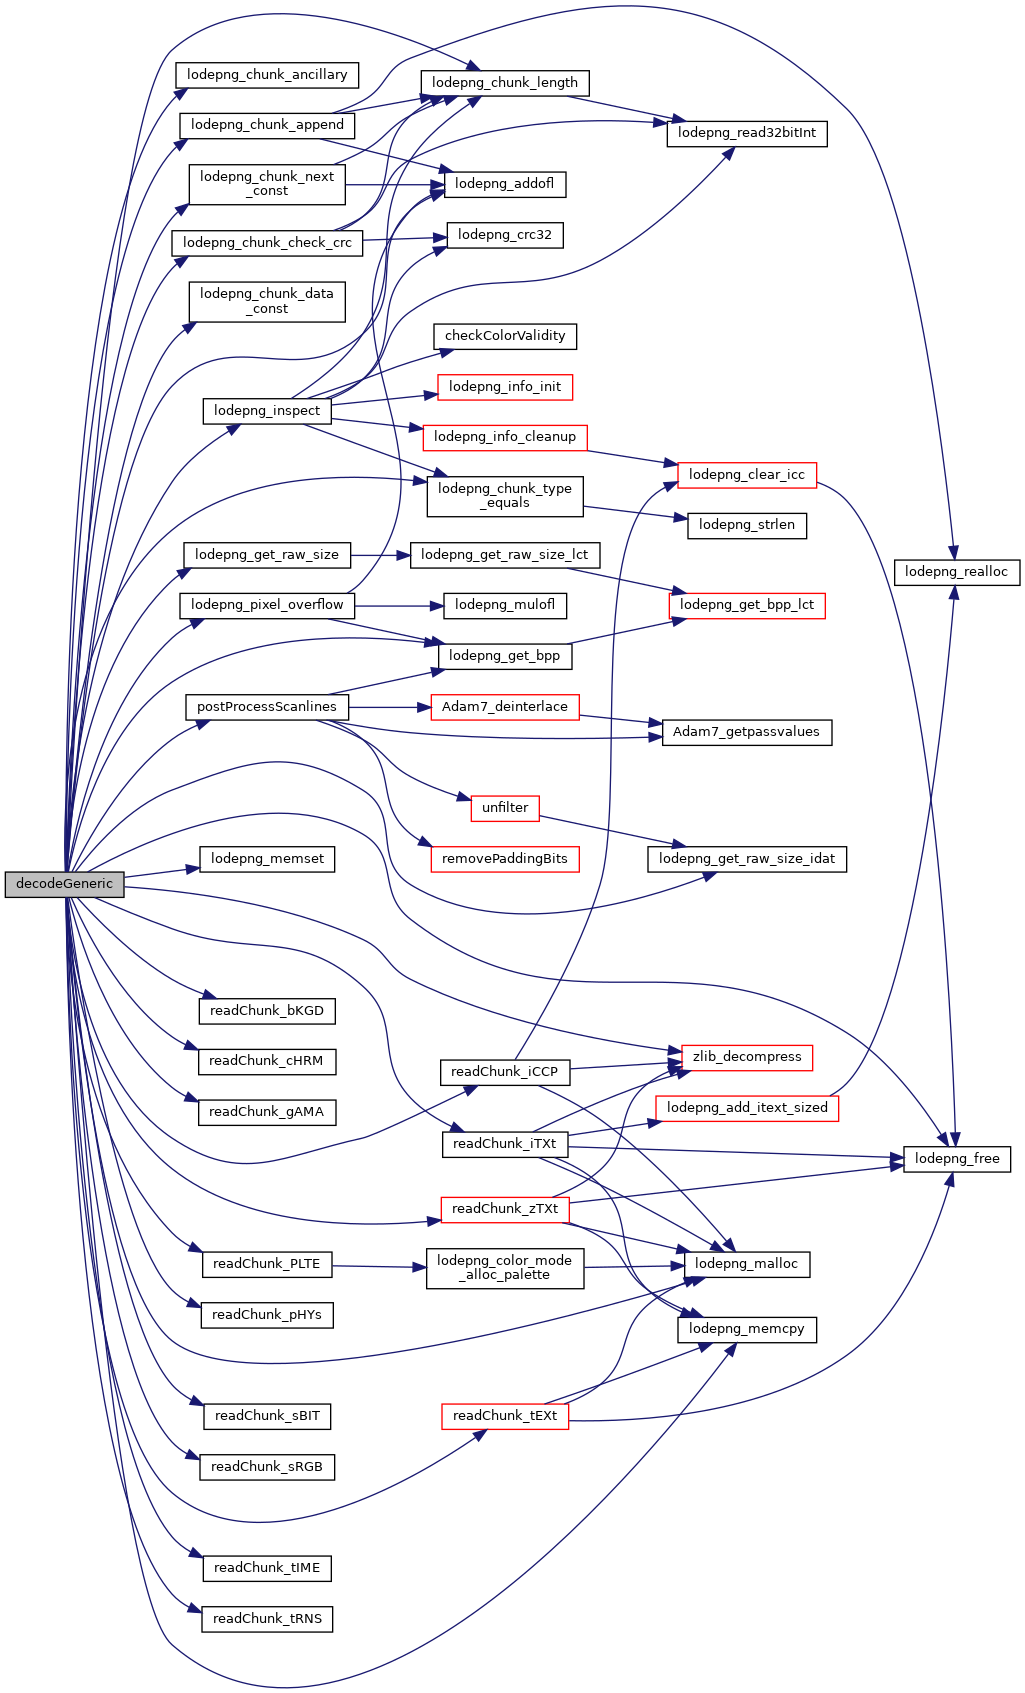 decodeGeneric
lodepng_chunk_ancillary
lodepng_chunk_append
lodepng_chunk_next
_const
lodepng_chunk_check_crc
lodepng_chunk_data
_const
lodepng_inspect
lodepng_get_raw_size
lodepng_pixel_overflow
postProcessScanlines
lodepng_memset
readChunk_bKGD
readChunk_cHRM
readChunk_gAMA
readChunk_PLTE
readChunk_pHYs
readChunk_sBIT
readChunk_sRGB
readChunk_tIME
readChunk_tRNS
lodepng_chunk_length
lodepng_addofl
lodepng_crc32
checkColorValidity
lodepng_info_init
lodepng_info_cleanup
lodepng_chunk_type
_equals
lodepng_get_raw_size_lct
lodepng_mulofl
lodepng_get_bpp
Adam7_deinterlace
unfilter
removePaddingBits
readChunk_iCCP
readChunk_iTXt
readChunk_zTXt
lodepng_color_mode
_alloc_palette
readChunk_tEXt
lodepng_read32bitInt
lodepng_clear_icc
lodepng_strlen
lodepng_get_bpp_lct
Adam7_getpassvalues
lodepng_get_raw_size_idat
zlib_decompress
lodepng_add_itext_sized
lodepng_malloc
lodepng_memcpy
lodepng_realloc
lodepng_free